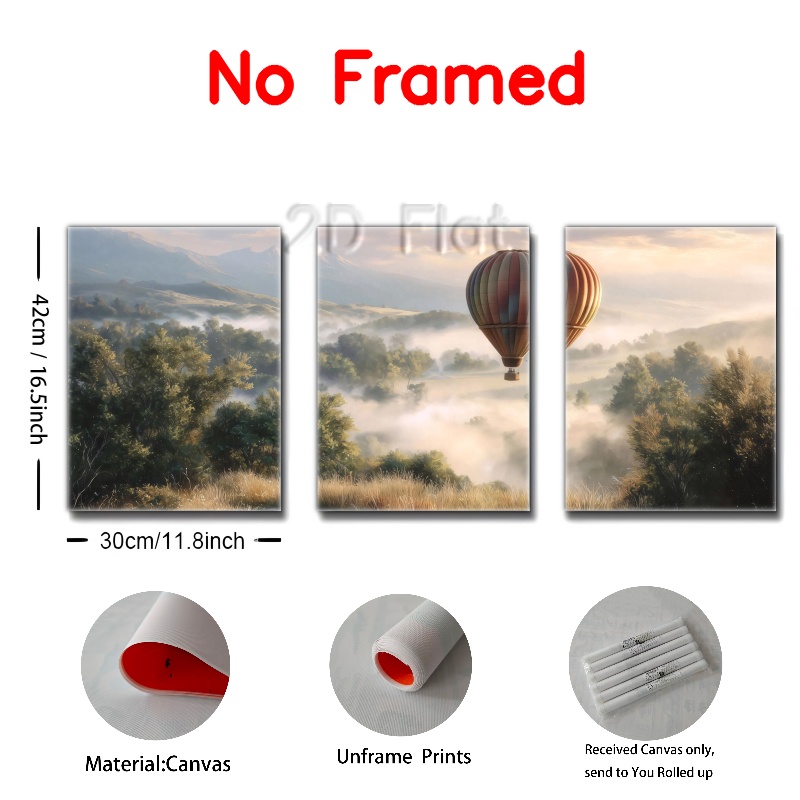 No Framed
2D Flat
42cm / 16.5inch
30cm/11.8inch
Material:Canvas
Unframe Prints
Received Canvas only,
send to You Rolled up